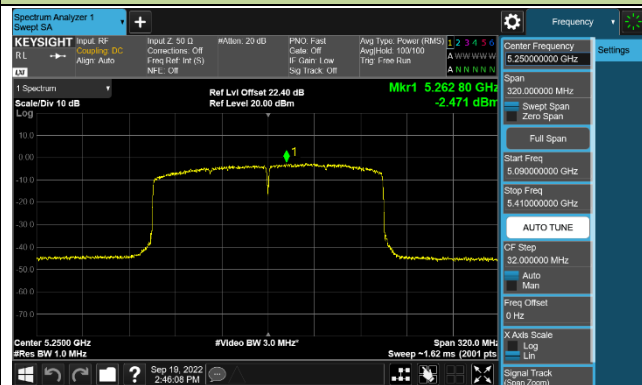 Spectrum Analyzer 1
Swept SA
Frequency
KEYSIGHT
Input: RF
Coupling: DC
Align: Auto
Input Z: 50 Ω
Corrections: Off
Freq Ref: Int (S)
NFE: Off
#Atten: 20 dB
PNO: Fast
Gate: Off
IF Gain: Low
Sig Track: Off
Avg Type: Power (RMS)
Avg|Hold: 100/100
Trig: Free Run
1 2 3 4 5 6
A W W W W W
A N N N N N
RL
LXI
1 Spectrum
Scale/Div 10 dB
Log
Ref Lvl Offset 22.40 dB
Ref Level 20.00 dBm
Mkr1 5.262 80 GHz
-2.471 dBm
10.0
0.00
-10.0
-20.0
-30.0
-40.0
-50.0
-60.0
-70.0
1
Center 5.2500 GHz
#Res BW 1.0 MHz
#Video BW 3.0 MHz*
Span 320.0 MHz
Sweep ~1.62 ms (2001 pts)
Sep 19, 2022
2:46:08 PM
Center Frequency
5.250000000 GHz
Settings
Span
320.000000 MHz
Swept Span
Zero Span
Full Span
Start Freq
5.090000000 GHz
Stop Freq
5.410000000 GHz
AUTO TUNE
CF Step
32.000000 MHz
Auto
Man
Freq Offset
0 Hz
X Axis Scale
Log
Lin
Signal Track
(Span Zoom)